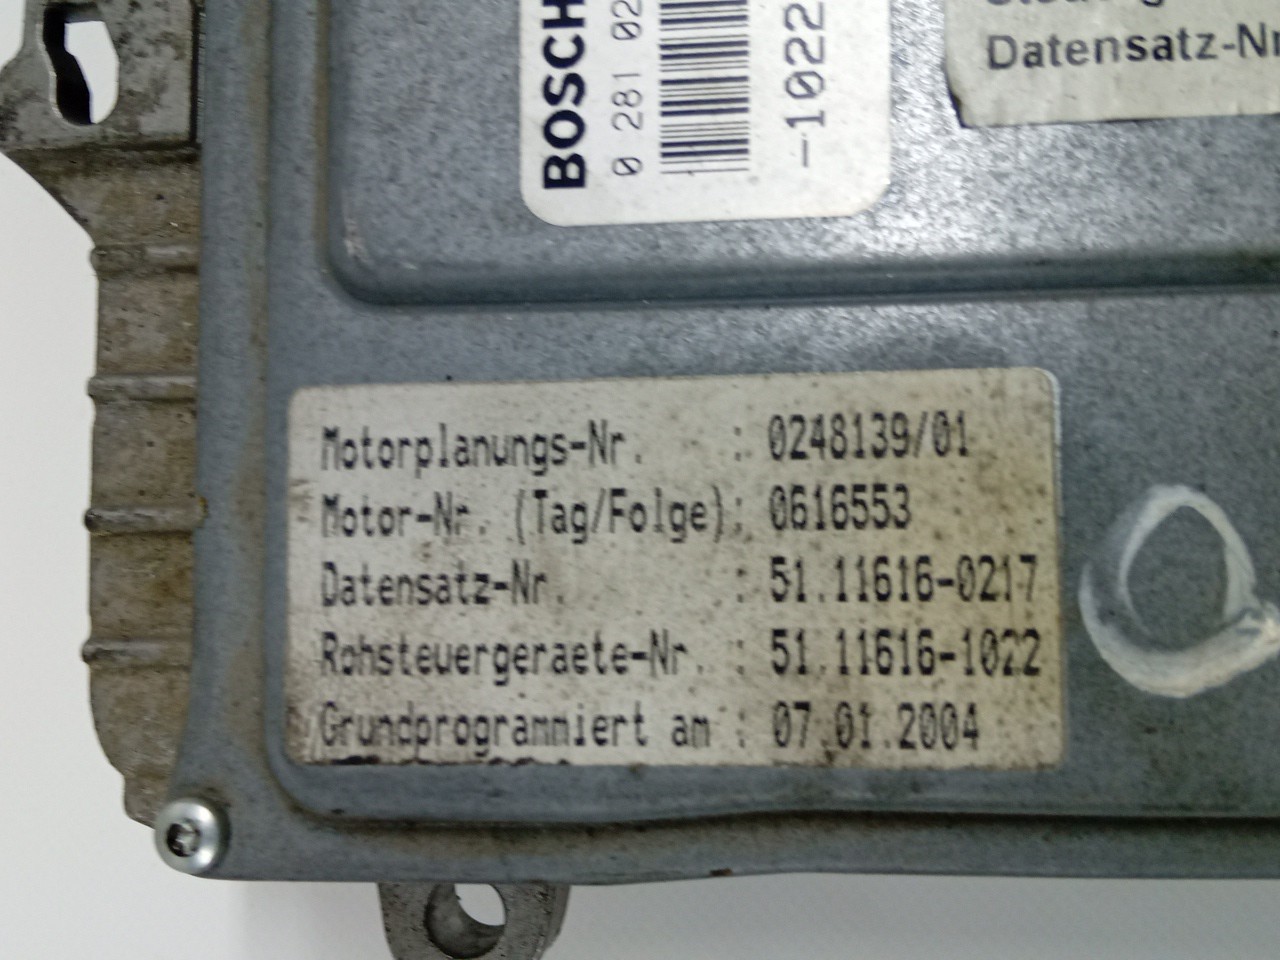 BOSCH
0 281 02
-1022
Datensatz-Nr
Motorplanungs-Nr. : 0248139/01
Motor-Nr. (Tag/Folge): 0616553
Datensatz-Nr. : 51.11616-0217
Rohsteuergeraete-Nr. : 51.11616-1022
Grundprogrammiert am : 07.01.2004